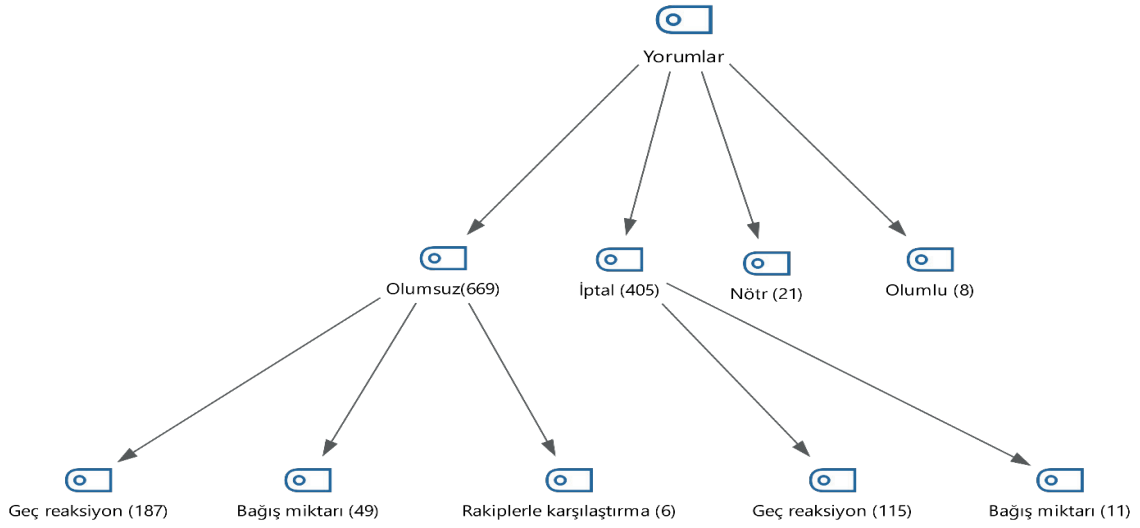 Yorumlar
Olumsuz(669)
İptal (405)
Nötr (21)
Olumlu (8)
Geç reaksiyon (187)
Bağış miktarı (49)
Rakiplerle karşılaştırma (6)
Geç reaksiyon (115)
Bağış miktarı (11)